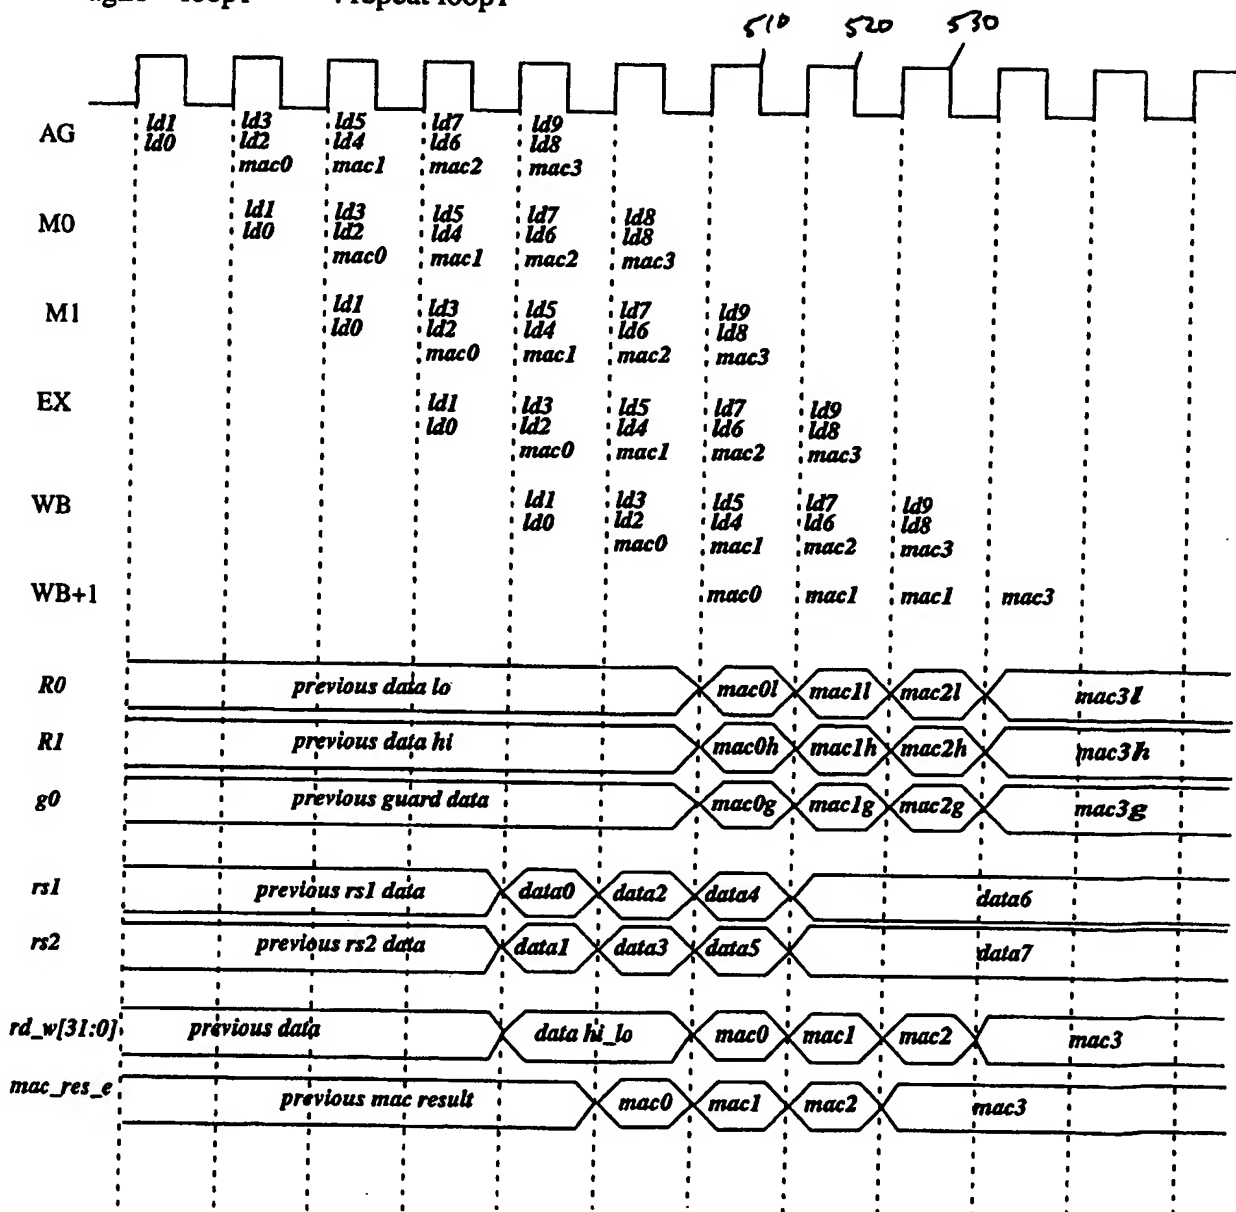 loop1 : repeat loop1
510 520 530
AG ld1 ld3 ld5 ld7 ld9
ld0 ld2 ld4 ld6 ld8
mac0 mac1 mac2 mac3
M0 ld1 ld3 ld5 ld7 ld8
ld0 ld2 ld4 ld6 ld8
mac0 mac1 mac2 mac3
M1 ld1 ld3 ld5 ld7 ld9
ld0 ld2 ld4 ld6 ld8
mac0 mac1 mac2 mac3
EX ld1 ld3 ld5 ld7 ld9
ld0 ld2 ld4 ld6 ld8
mac0 mac1 mac2 mac3
WB ld1 ld3 ld5 ld7 ld9
ld0 ld2 ld4 ld6 ld8
mac0 mac1 mac2 mac3
WB+1 mac0 mac1 mac1 mac3
R0 previous data lo mac0l mac1l mac2l mac3l
R1 previous data hi mac0h mac1h mac2h mac3h
g0 previous guard data mac0g mac1g mac2g mac3g
rs1 previous rs1 data data0 data2 data4 data6
rs2 previous rs2 data data1 data3 data5 data7
rd_w[31:0] previous data data hi_lo mac0 mac1 mac2 mac3
mac_res_e previous mac result mac0 mac1 mac2 mac3